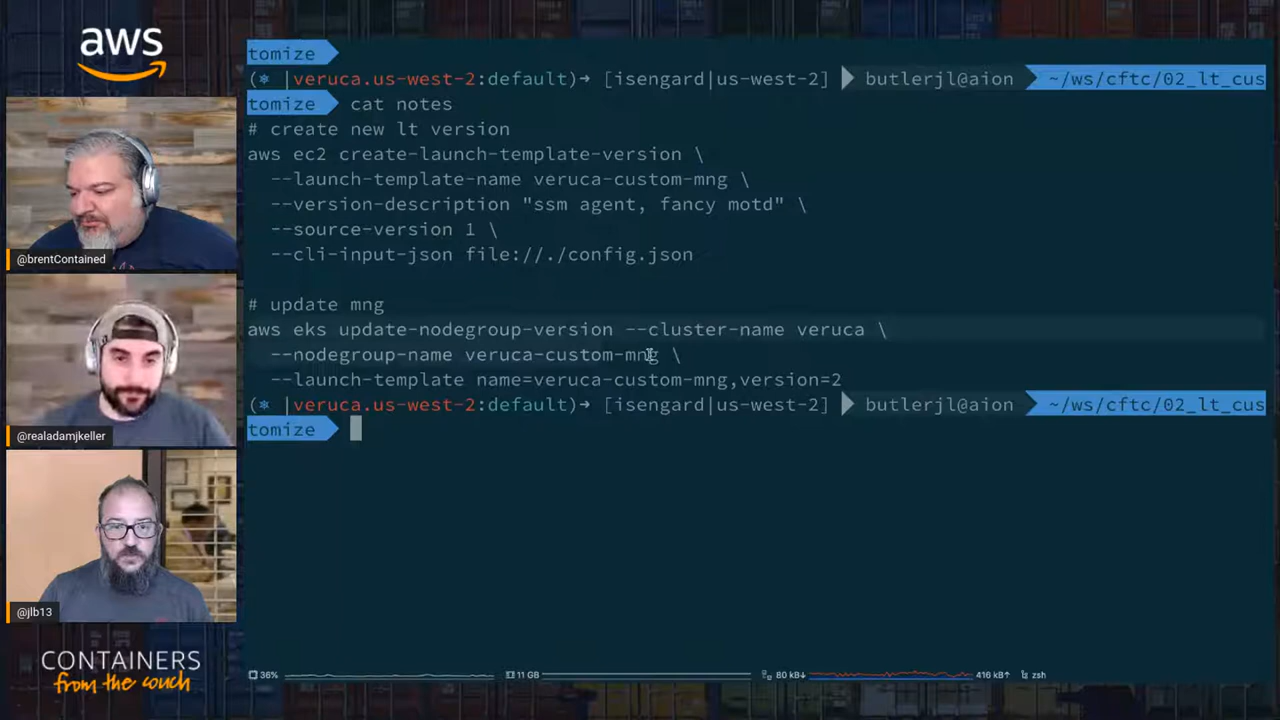 aws
@brentContained
@realadamjkeller
@jlb13
CONTAINERS
from the couch
tomize
(⎈ |veruca.us-west-2:default)➔ [isengard|us-west-2] butlerjl@aion ~/ws/cftc/02_lt_cus
tomize cat notes
# create new lt version
aws ec2 create-launch-template-version \
--launch-template-name veruca-custom-mng \
--version-description "ssm agent, fancy motd" \
--source-version 1 \
--cli-input-json file://./config.json
# update mng
aws eks update-nodegroup-version --cluster-name veruca \
--nodegroup-name veruca-custom-mng \
--launch-template name=veruca-custom-mng,version=2
(⎈ |veruca.us-west-2:default)➔ [isengard|us-west-2] butlerjl@aion ~/ws/cftc/02_lt_cus
tomize
36% 11 GB 80 kB↓ 416 kB↑ zsh